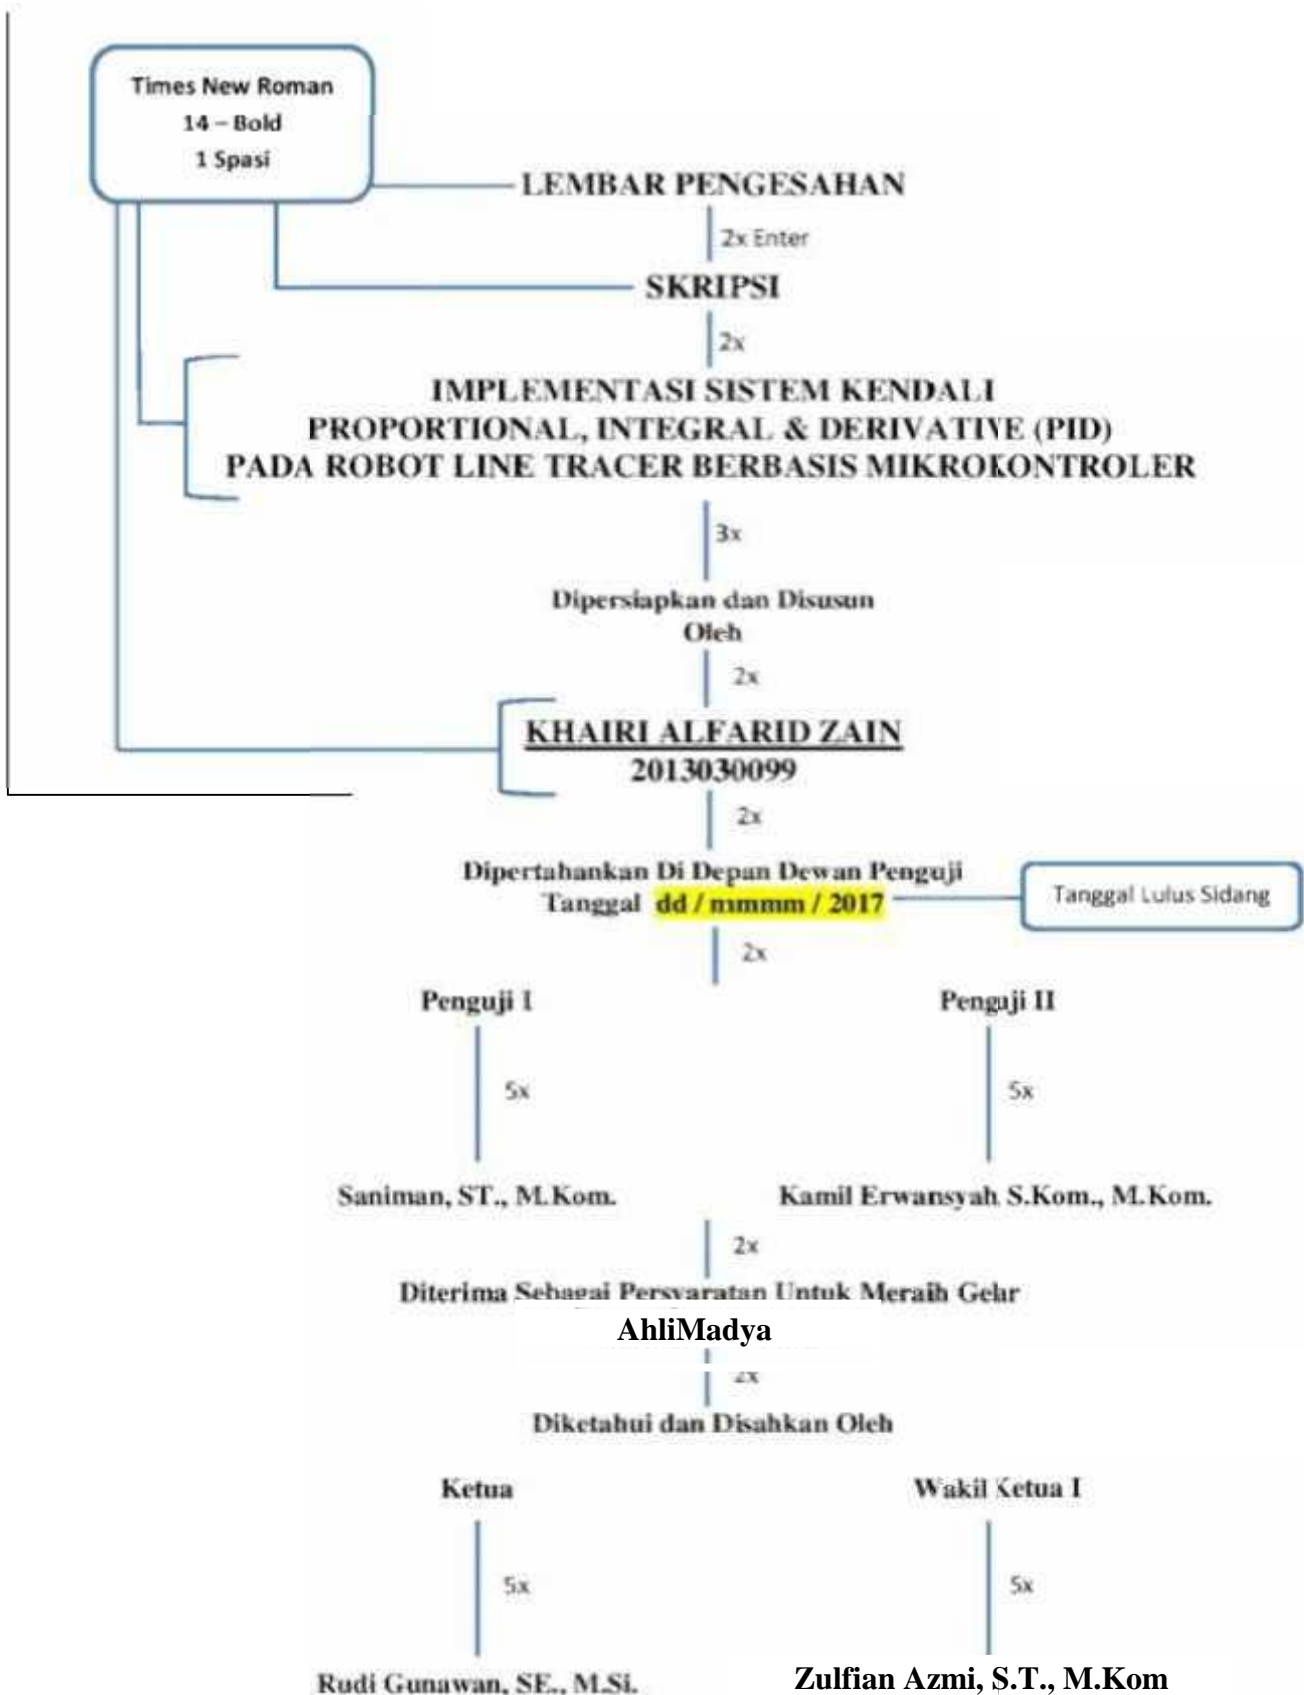 Times New Roman
14 – Bold
1 Spasi
LEMBAR PENGESAHAN
2x Enter
SKRIPSI
2x
IMPLEMENTASI SISTEM KENDALI
PROPORTIONAL, INTEGRAL & DERIVATIVE (PID)
PADA ROBOT LINE TRACER BERBASIS MIKROKONTROLER
3x
Dipersiapkan dan Disusun
Oleh
2x
KHAIRI ALFARID ZAIN
2013030099
2x
Dipertahankan Di Depan Dewan Penguji
Tanggal dd / mmmm / 2017
Tanggal Lulus Sidang
2x
Penguji I Penguji II
5x 5x
Saniman, ST., M.Kom. Kamil Erwansyah S.Kom., M.Kom.
2x
Diterima Sebagai Persyaratan Untuk Meraih Gelar
AhliMadya
2x
Diketahui dan Disahkan Oleh
Ketua Wakil Ketua I
5x 5x
Rudi Gunawan, SE., M.Si. Zulfian Azmi, S.T., M.Kom